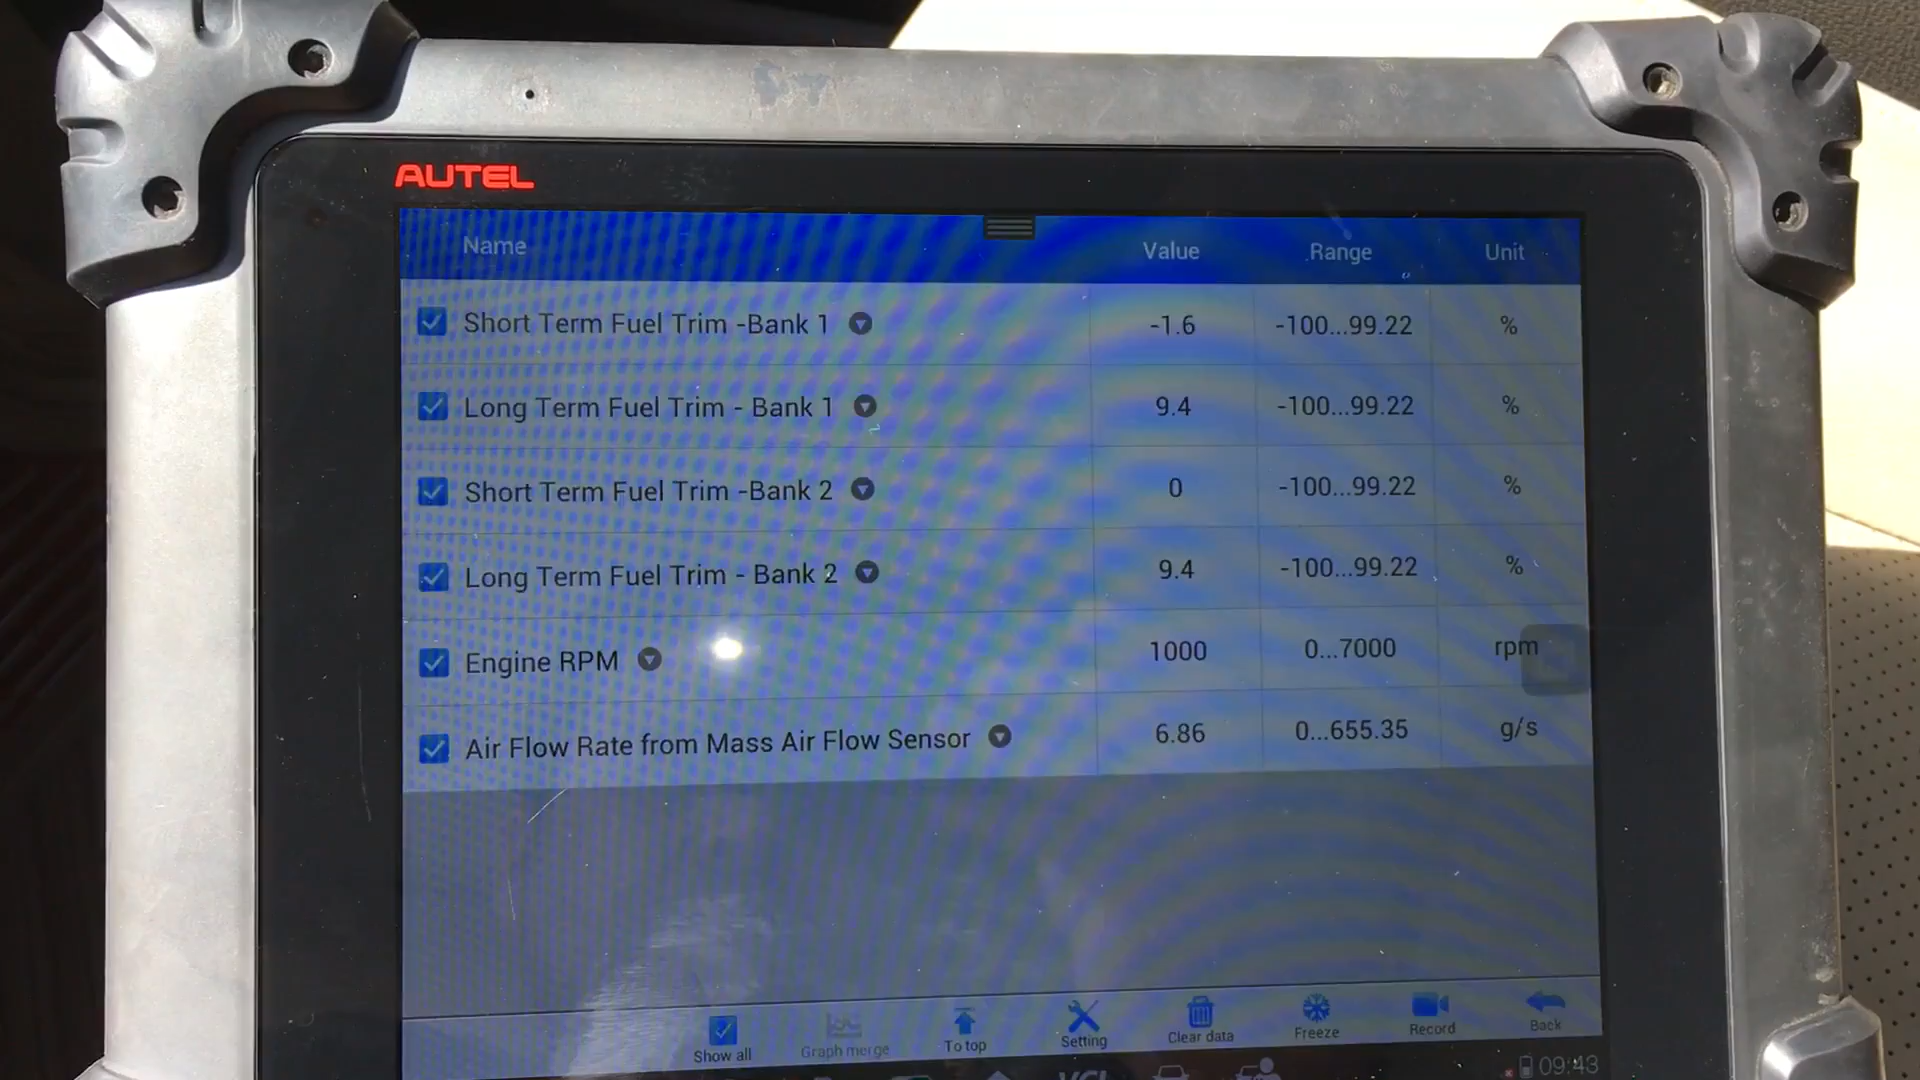 AUTEL
Name Value Range Unit
Short Term Fuel Trim -Bank 1 -1.6 -100...99.22 %
Long Term Fuel Trim - Bank 1 9.4 -100...99.22 %
Short Term Fuel Trim -Bank 2 0 -100...99.22 %
Long Term Fuel Trim - Bank 2 9.4 -100...99.22 %
Engine RPM 1000 0...7000 rpm
Air Flow Rate from Mass Air Flow Sensor 6.86 0...655.35 g/s
Show all Graph merge To top Setting Clear data Freeze Record Back
VCI 09:43